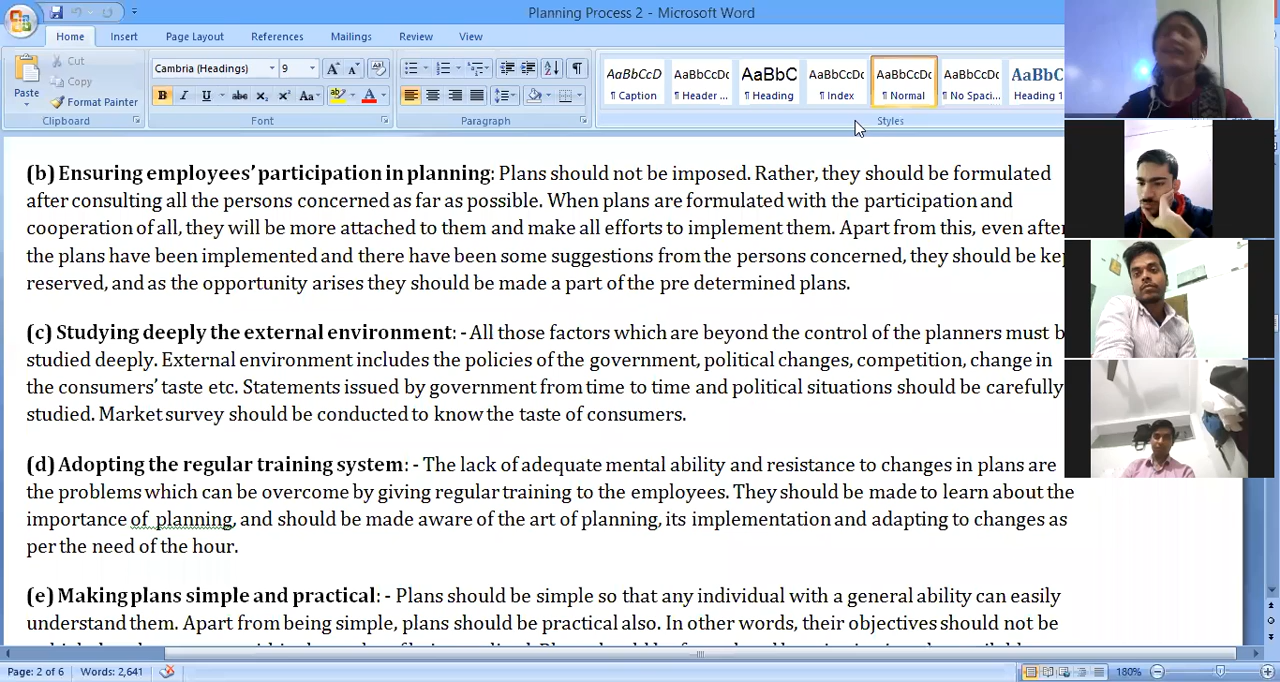 Planning Process 2 - Microsoft Word
Home Insert Page Layout References Mailings Review View
Paste
Cut
Copy
Format Painter
Clipboard
Cambria (Headings) 9
B I U abc X₂ X² Aa
Font
Paragraph
AaBbCcD AaBbCcDc AaBbC AaBbCcDc AaBbCcDc AaBbCcDc AaBbCc
¶ Caption ¶ Header ... ¶ Heading ¶ Index ¶ Normal ¶ No Spaci... Heading 1
Styles
(b) Ensuring employees' participation in planning: Plans should not be imposed. Rather, they should be formulated
after consulting all the persons concerned as far as possible. When plans are formulated with the participation and
cooperation of all, they will be more attached to them and make all efforts to implement them. Apart from this, even after
the plans have been implemented and there have been some suggestions from the persons concerned, they should be kep
reserved, and as the opportunity arises they should be made a part of the pre determined plans.
(c) Studying deeply the external environment: - All those factors which are beyond the control of the planners must b
studied deeply. External environment includes the policies of the government, political changes, competition, change in
the consumers' taste etc. Statements issued by government from time to time and political situations should be carefully
studied. Market survey should be conducted to know the taste of consumers.
(d) Adopting the regular training system: - The lack of adequate mental ability and resistance to changes in plans are
the problems which can be overcome by giving regular training to the employees. They should be made to learn about the
importance of planning, and should be made aware of the art of planning, its implementation and adapting to changes as
per the need of the hour.
(e) Making plans simple and practical: - Plans should be simple so that any individual with a general ability can easily
understand them. Apart from being simple, plans should be practical also. In other words, their objectives should not be
Page: 2 of 6 Words: 2,641 180%